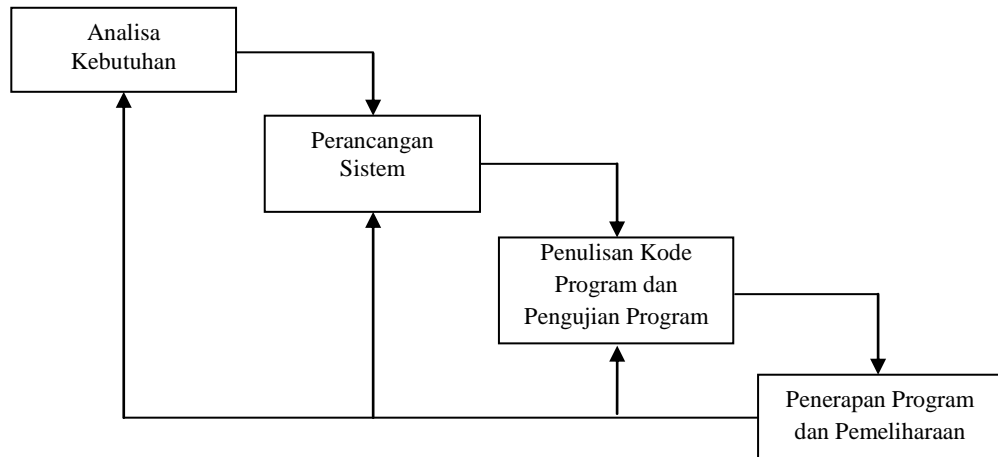 Analisa
Kebutuhan
Perancangan
Sistem
Penulisan Kode
Program dan
Pengujian Program
Penerapan Program
dan Pemeliharaan